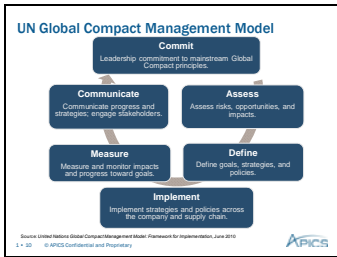 UN Global Compact Management Model
Commit
Leadership commitment to mainstream Global
Compact principles.
Communicate
Communicate progress and
strategies; engage stakeholders.
Assess
Assess risks, opportunities, and
impacts.
Measure
Measure and monitor impacts
and progress toward goals.
Define
Define goals, strategies, and
policies.
Implement
Implement strategies and policies across
the company and supply chain.
Source: United Nations Global Compact Management Model: Framework for Implementation, June 2010
1 • 10 © APICS Confidential and Proprietary
APICS